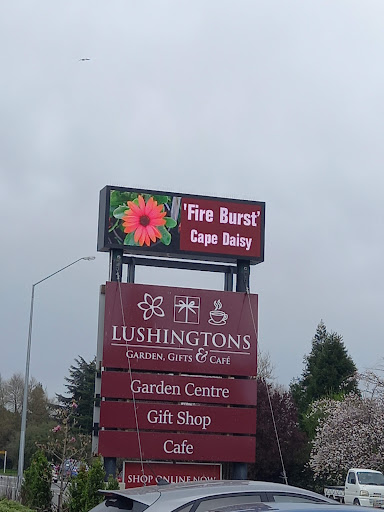 'Fire Burst'
Cape Daisy
LUSHINGTONS
GARDEN, GIFTS & CAFÉ
Garden Centre
Gift Shop
Cafe
SHOP ONLINE NOW